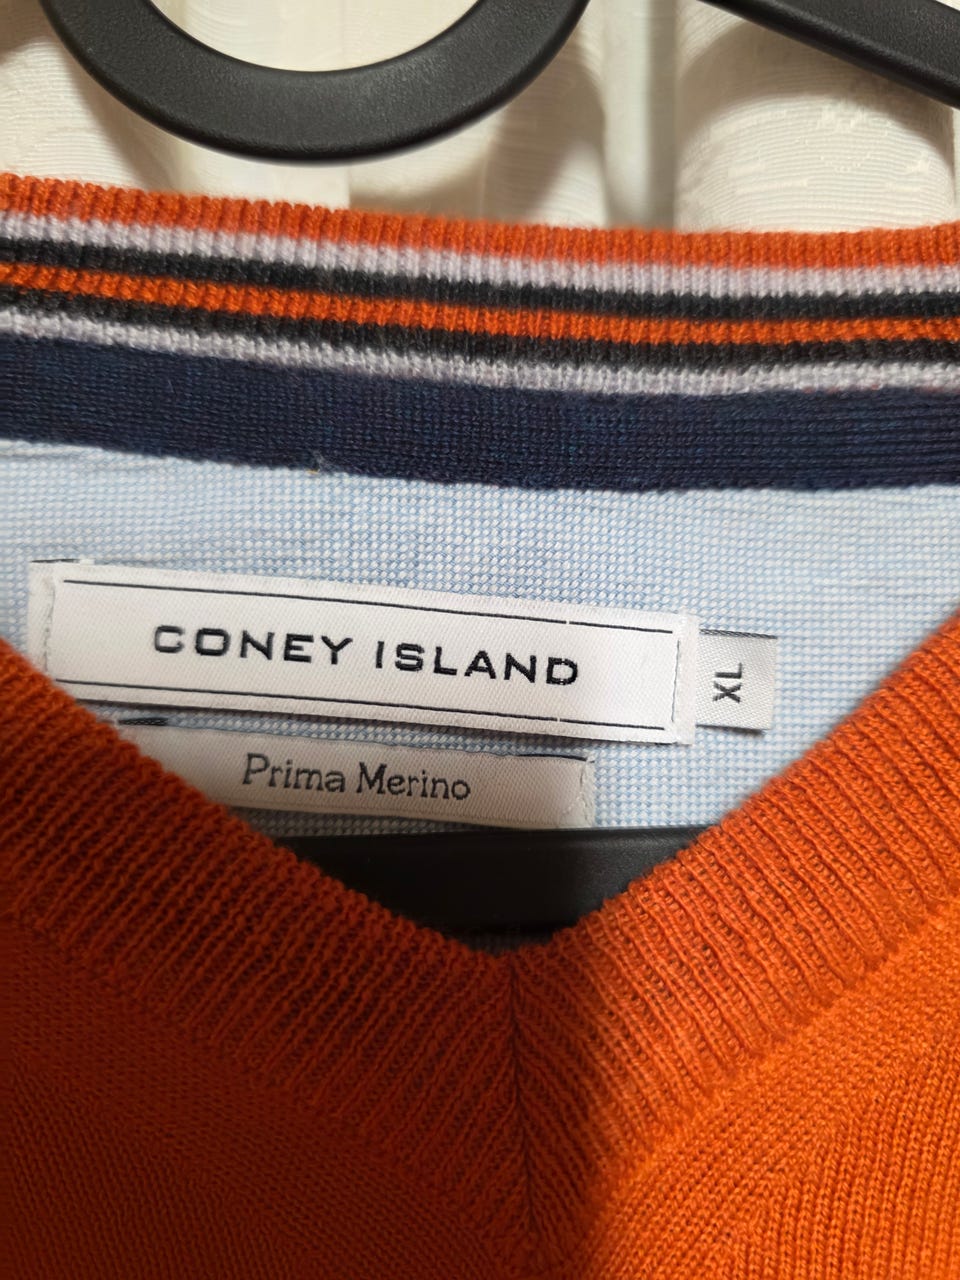 CONEY ISLAND
XL
Prima Merino